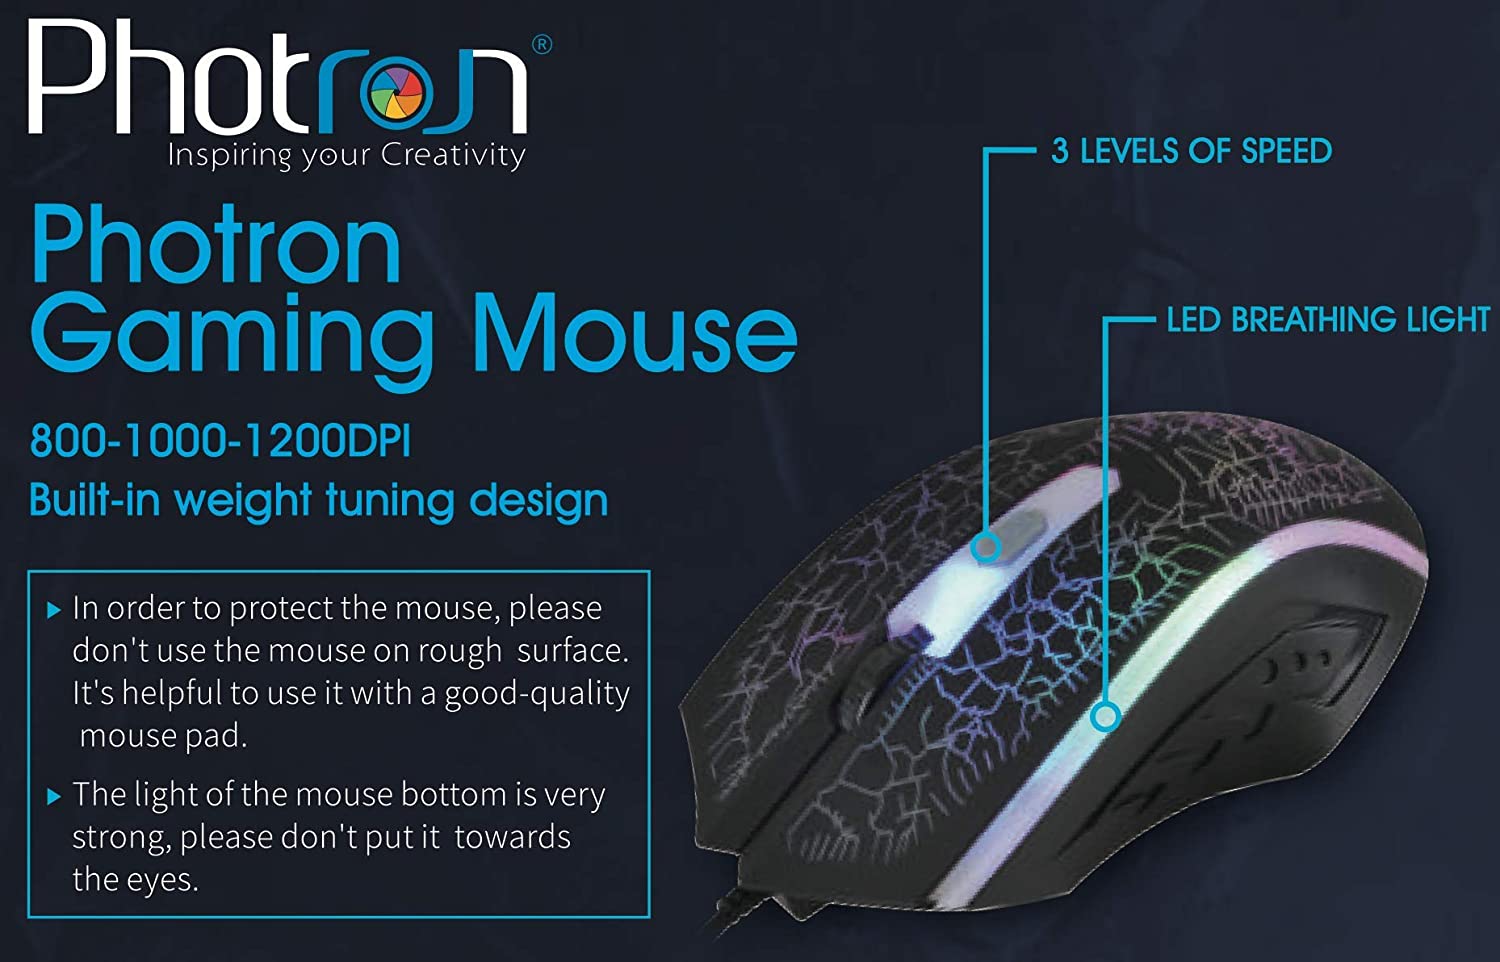 Photron®
Inspiring your Creativity
Photron
Gaming Mouse
800-1000-1200DPI
Built-in weight tuning design
In order to protect the mouse, please
don't use the mouse on rough surface.
It's helpful to use it with a good-quality
mouse pad.
The light of the mouse bottom is very
strong, please don't put it towards
the eyes.
3 LEVELS OF SPEED
LED BREATHING LIGHT